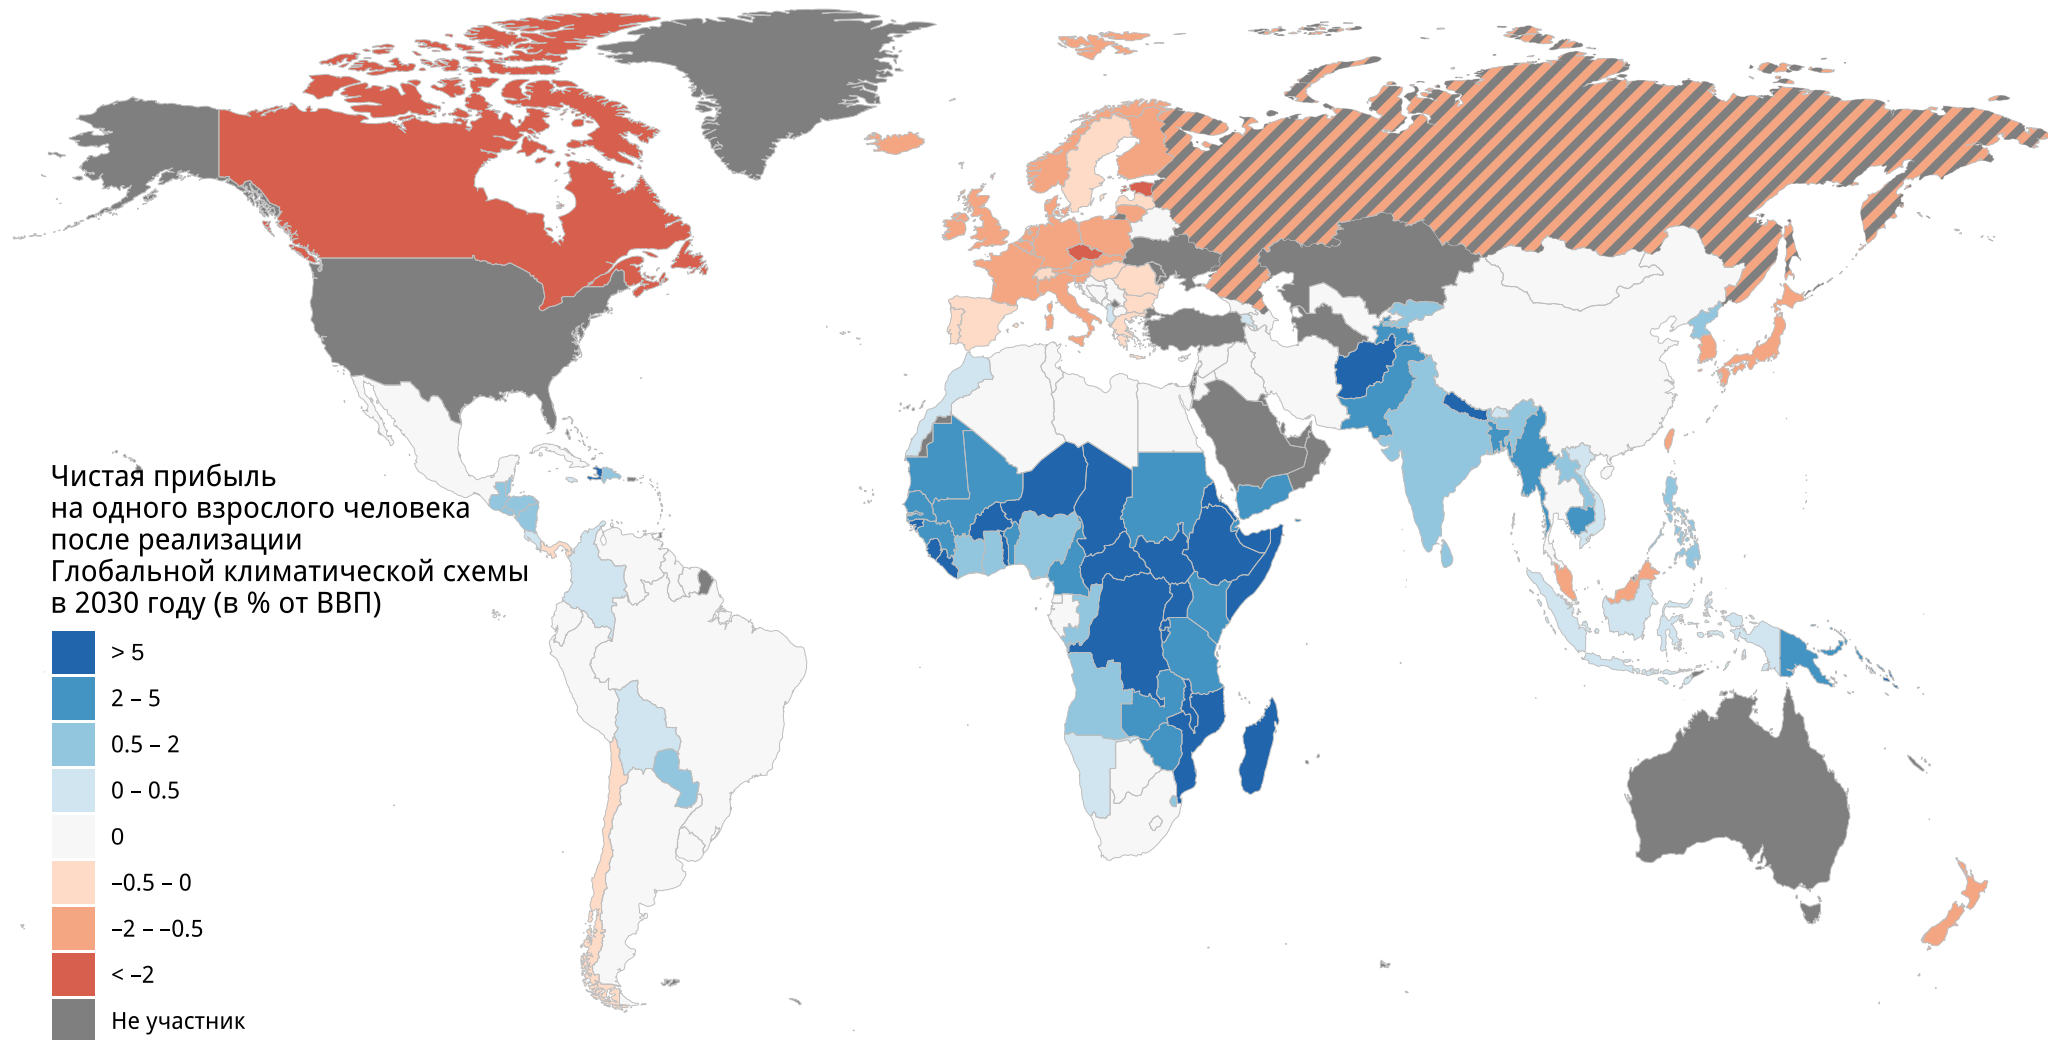 Чистая прибыль
на одного взрослого человека
после реализации
Глобальной климатической схемы
в 2030 году (в % от ВВП)
> 5
2 – 5
0.5 – 2
0 – 0.5
0
–0.5 – 0
–2 – –0.5
< –2
Не участник